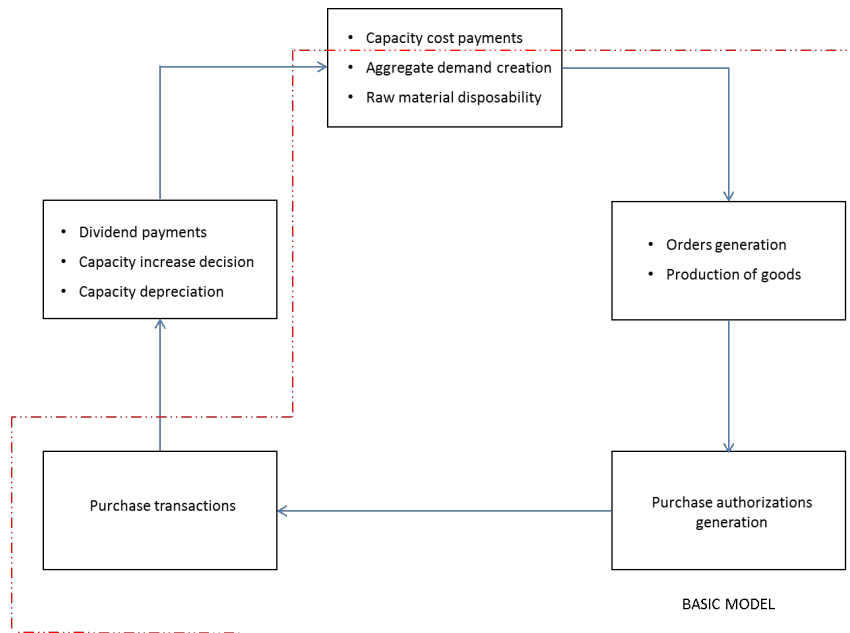 • Capacity cost payments
• Aggregate demand creation
• Raw material disposability
• Dividend payments
• Capacity increase decision
• Capacity depreciation
• Orders generation
• Production of goods
Purchase transactions
Purchase authorizations
generation
BASIC MODEL